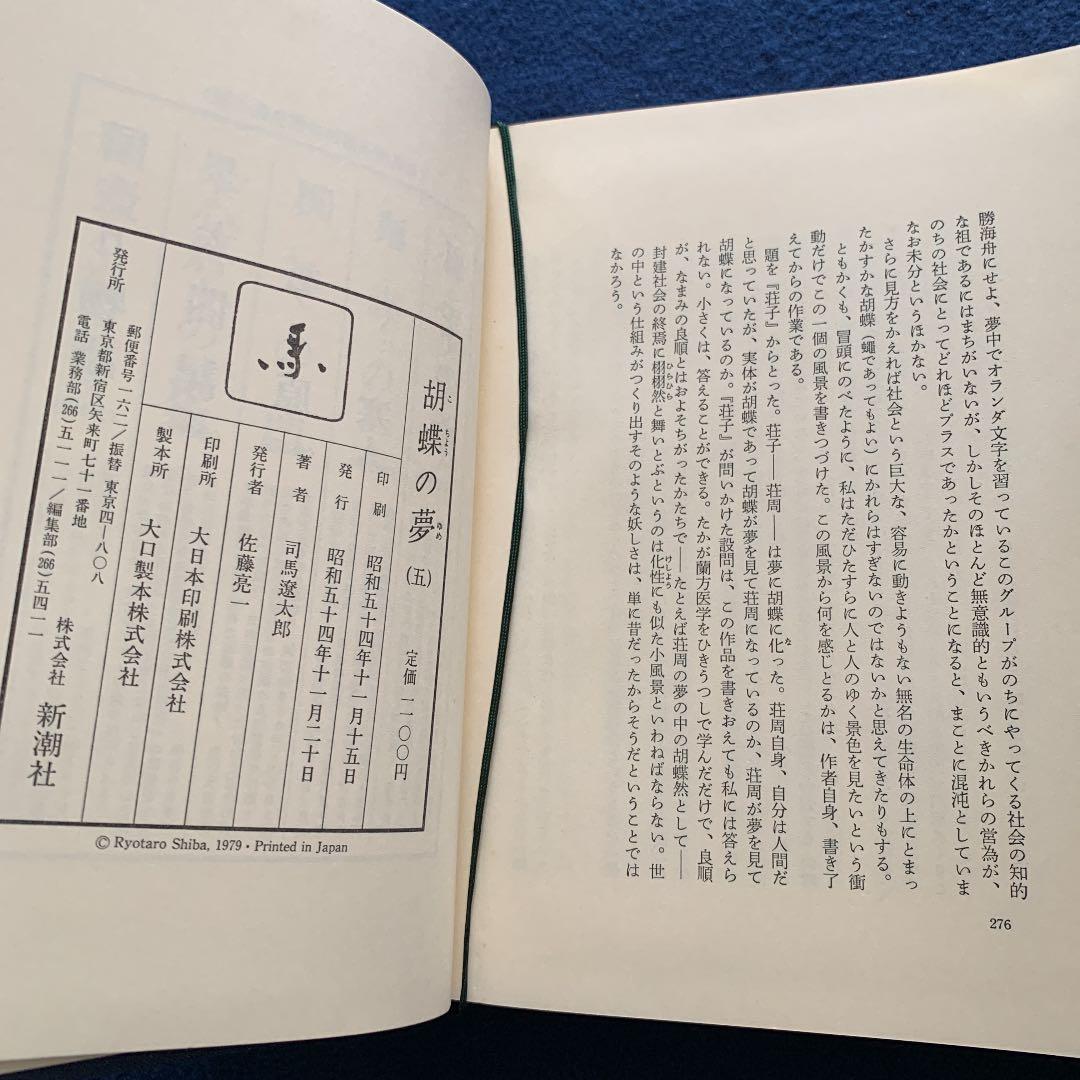 勝海舟にせよ、夢中でオランダ文字を習っているこのグループがのちにやってくる社会の知的
な祖であるにはまちがいないが、しかしそのほとんど無意識的ともいうべきかれらの営為が、
のちの社会にとってどれほどプラスであったかということになると、まことに混沌としていま
なお未分というほかない。
さらに見方をかえれば社会という巨大な、容易に動きようもない無名の生命体の上にとまっ
たかすかな胡蝶（蠅であってもよい）にかれらはすぎないのではないかと思えてきたりもする。
ともかくも、冒頭にのべたように、私はただひたすらに人と人のゆく景色を見たいという衝
動だけでこの一個の風景を書きつづけた。この風景から何を感じとるかは、作者自身、書き了
えてからの作業である。
題を『荘子』からとった。荘子――荘周――は夢に胡蝶に化った。荘周自身、自分は人間だ
と思っていたが、実体が胡蝶であって胡蝶が夢を見て荘周になっているのか、荘周が夢を見て
胡蝶になっているのか。『荘子』が問いかけた設問は、この作品を書きおえても私には答えら
れない。小さくは、答えることができる。たかが蘭方医学をひきうつしで学んだだけで、良順
が、なまみの良順とはおよそちがったかたちで――たとえば荘周の夢の中の胡蝶然として――
封建社会の終焉に栩栩然と舞いとぶというのは化性にも似た小風景といわねばならない。世
の中という仕組みがつくり出すそのような妖しさは、単に昔だったからそうだということでは
なかろう。
な
ひらひら
けしょう
276
胡蝶の夢（五）
こ ちょう ゆめ
定価 一一〇〇円
印刷 昭和五十四年十一月十五日
発行 昭和五十四年十一月二十日
著者 司馬遼太郎
発行者 佐藤亮一
印刷所 大日本印刷株式会社
製本所 大口製本株式会社
発行所 株式会社 新潮社
郵便番号一六二／振替 東京四―八〇八
東京都新宿区矢来町七十一番地
電話 業務部(266)五一一一／編集部(266)五四一一
馬
© Ryotaro Shiba, 1979・Printed in Japan